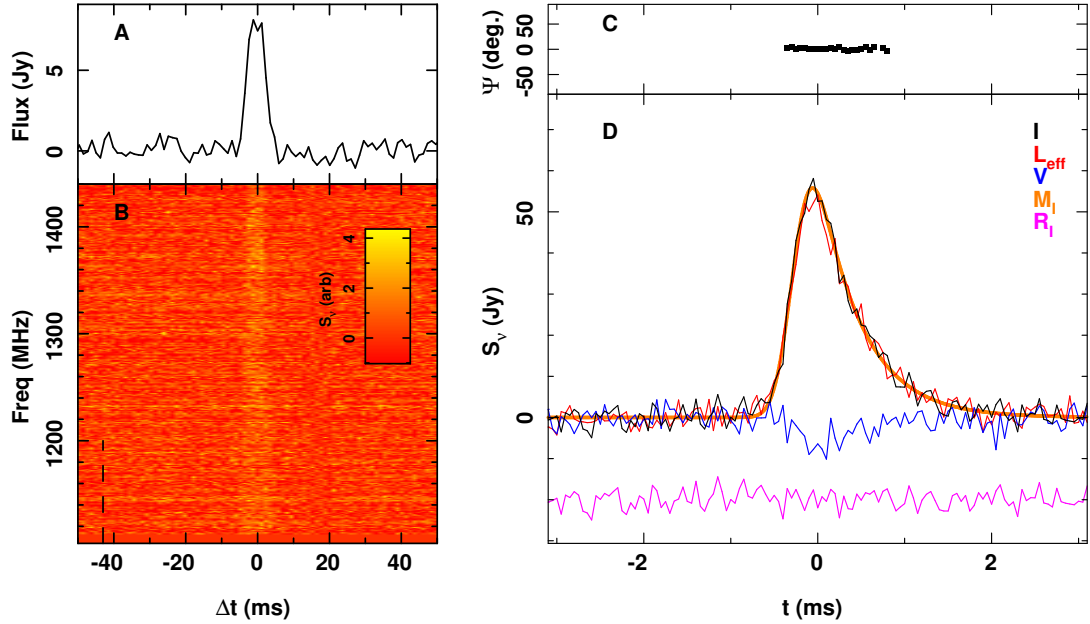 A
Flux (Jy)
5
0
B
Freq (MHz)
1400
1300
1200
S_ν (arb)
4
2
0
-40 -20 0 20 40
Δt (ms)
C
Ψ (deg.)
-50 0 50
D
I
L_eff
V
M_I
R_I
S_ν (Jy)
50
0
-2 0 2
t (ms)